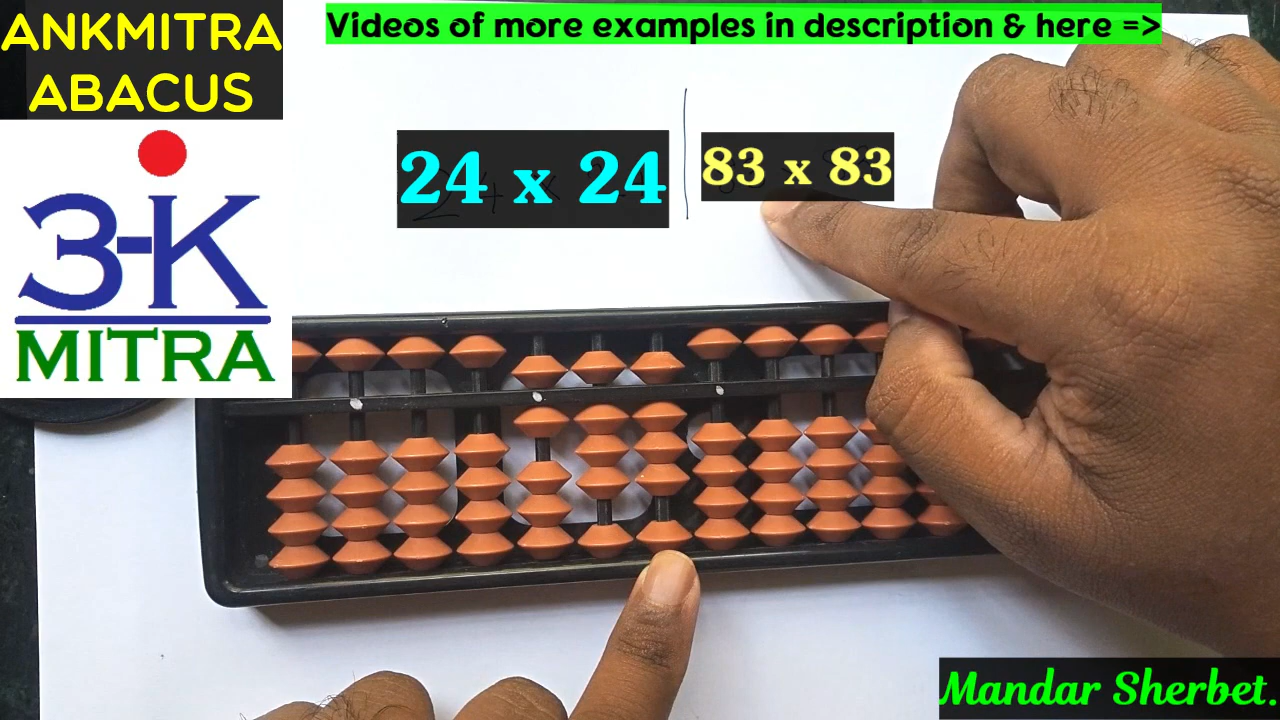 ANKMITRA
ABACUS
3-K
MITRA
Videos of more examples in description & here =>
24 x 24
83 x 83
Mandar Sherbet.